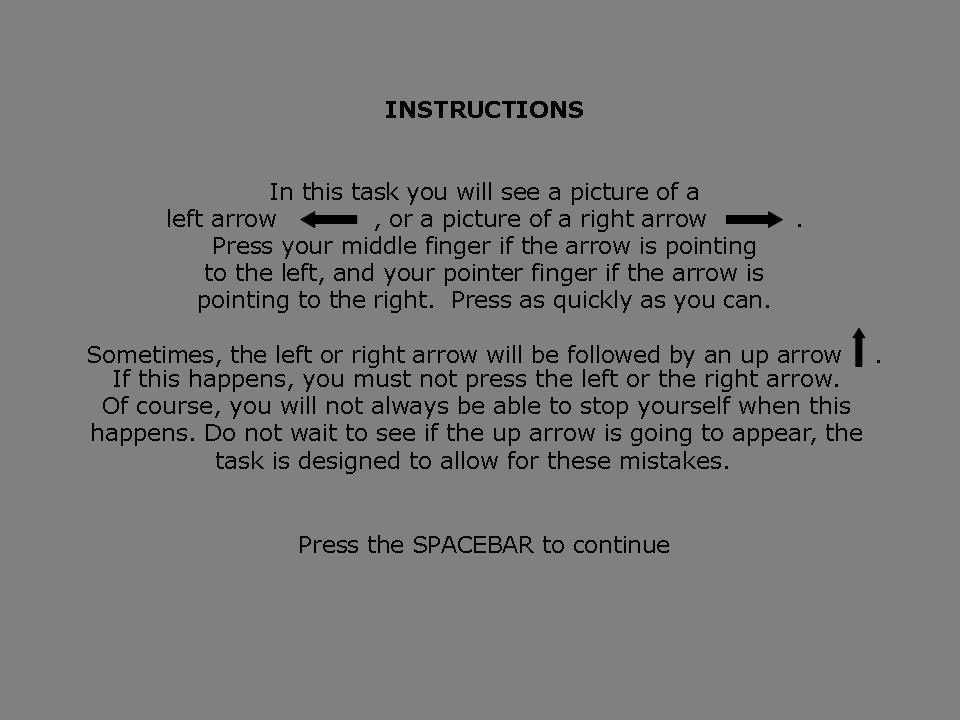 INSTRUCTIONS
In this task you will see a picture of a
left arrow , or a picture of a right arrow .
Press your middle finger if the arrow is pointing
to the left, and your pointer finger if the arrow is
pointing to the right. Press as quickly as you can.
Sometimes, the left or right arrow will be followed by an up arrow .
If this happens, you must not press the left or the right arrow.
Of course, you will not always be able to stop yourself when this
happens. Do not wait to see if the up arrow is going to appear, the
task is designed to allow for these mistakes.
Press the SPACEBAR to continue